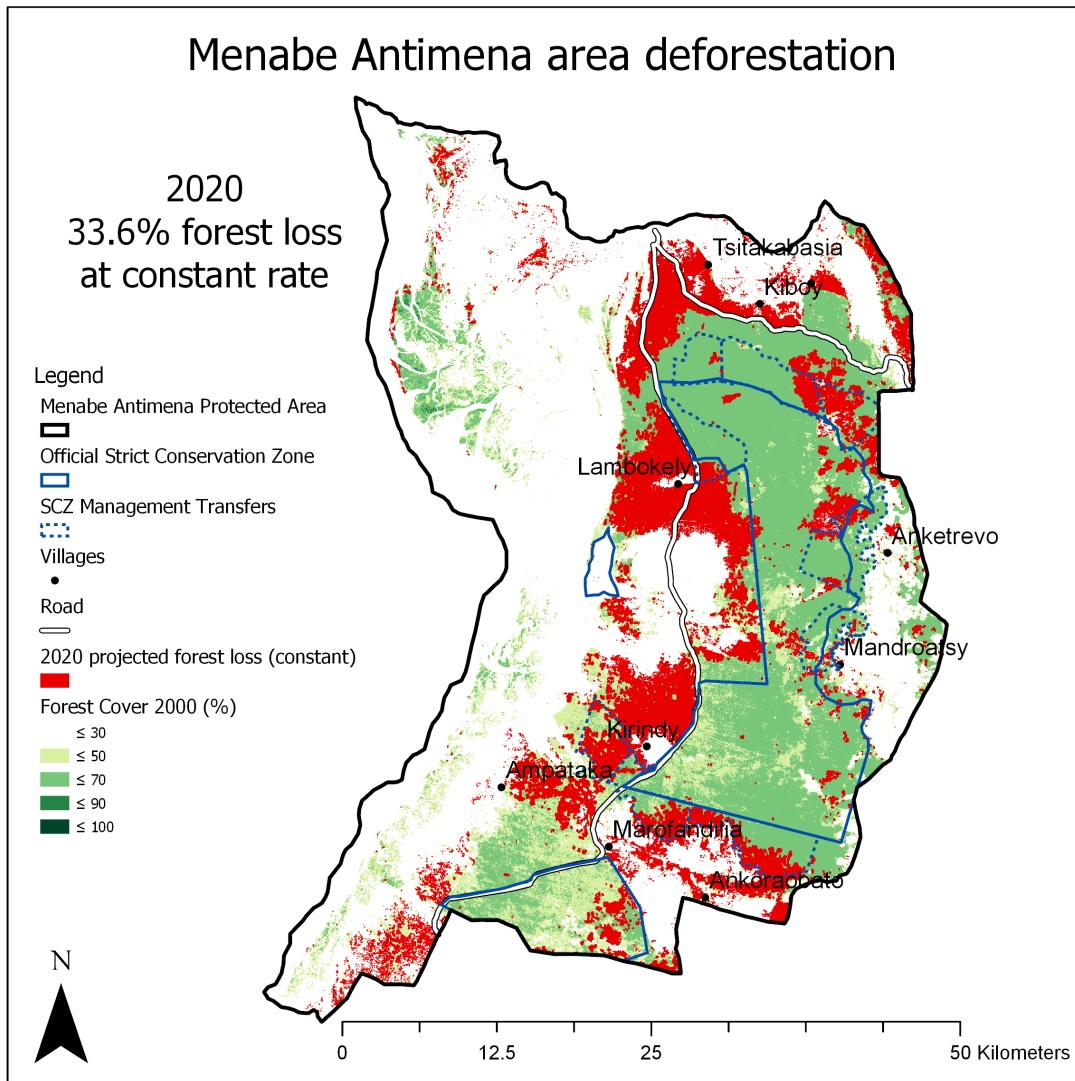 Menabe Antimena area deforestation
2020
33.6% forest loss
at constant rate
Legend
Menabe Antimena Protected Area
Official Strict Conservation Zone
SCZ Management Transfers
Villages
Road
2020 projected forest loss (constant)
Forest Cover 2000 (%)
≤ 30
≤ 50
≤ 70
≤ 90
≤ 100
Tsitakabasia
Kiboy
Lambokely
Anketrevo
Mandroatsy
Kirindy
Ampataka
Marofandilia
Ankoraobato
N
0
12.5
25
50 Kilometers